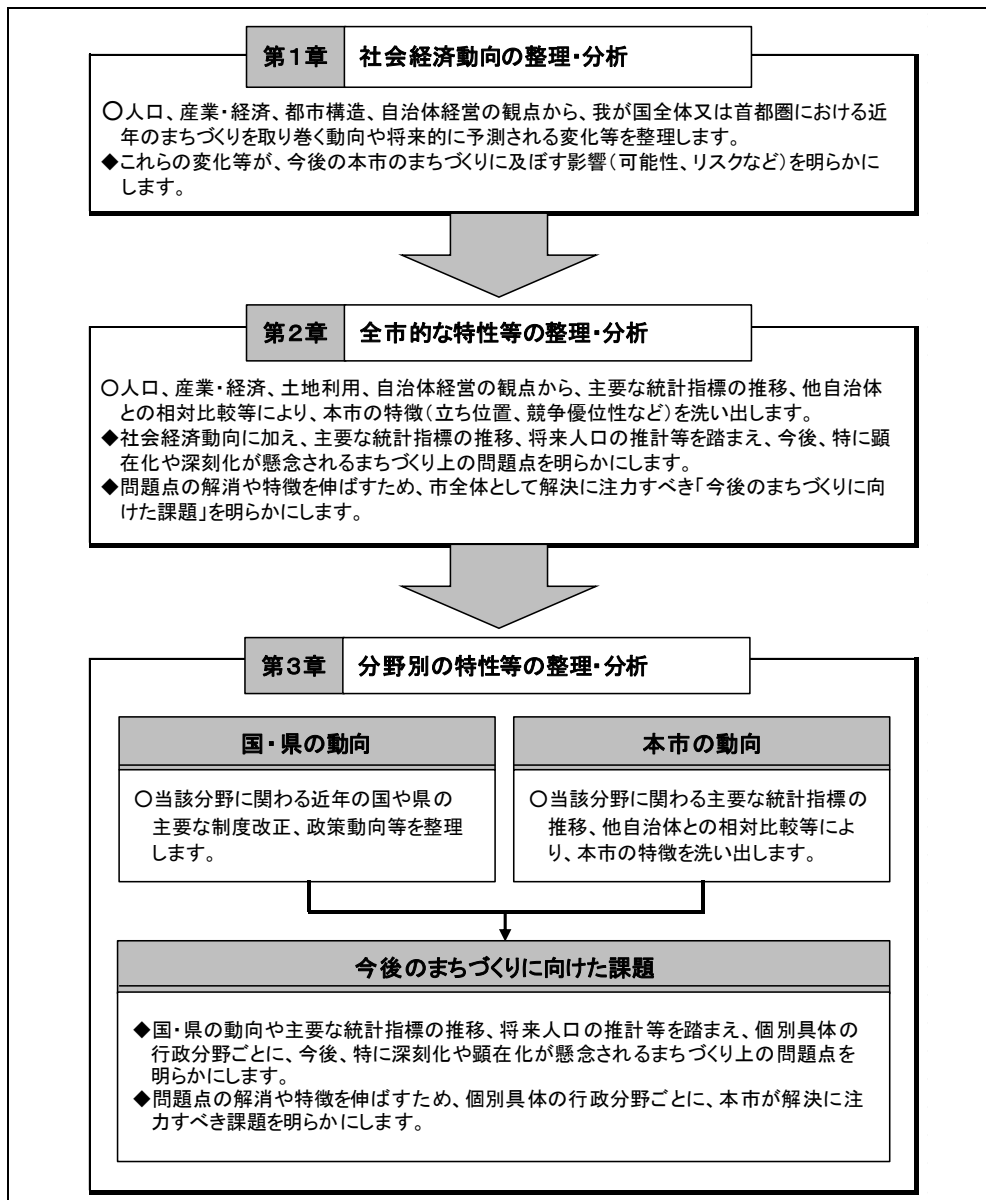 第1章 社会経済動向の整理・分析
○人口、産業・経済、都市構造、自治体経営の観点から、我が国全体又は首都圏における近
年のまちづくりを取り巻く動向や将来的に予測される変化等を整理します。
◆これらの変化等が、今後の本市のまちづくりに及ぼす影響(可能性、リスクなど)を明らかに
します。
第2章 全市的な特性等の整理・分析
○人口、産業・経済、土地利用、自治体経営の観点から、主要な統計指標の推移、他自治体
との相対比較等により、本市の特徴(立ち位置、競争優位性など)を洗い出します。
◆社会経済動向に加え、主要な統計指標の推移、将来人口の推計等を踏まえ、今後、特に顕
在化や深刻化が懸念されるまちづくり上の問題点を明らかにします。
◆問題点の解消や特徴を伸ばすため、市全体として解決に注力すべき「今後のまちづくりに向
けた課題」を明らかにします。
第3章 分野別の特性等の整理・分析
国・県の動向
○当該分野に関わる近年の国や県の
主要な制度改正、政策動向等を整理
します。
本市の動向
○当該分野に関わる主要な統計指標の
推移、他自治体との相対比較等によ
り、本市の特徴を洗い出します。
今後のまちづくりに向けた課題
◆国・県の動向や主要な統計指標の推移、将来人口の推計等を踏まえ、個別具体の
行政分野ごとに、今後、特に深刻化や顕在化が懸念されるまちづくり上の問題点を
明らかにします。
◆問題点の解消や特徴を伸ばすため、個別具体の行政分野ごとに、本市が解決に注
力すべき課題を明らかにします。